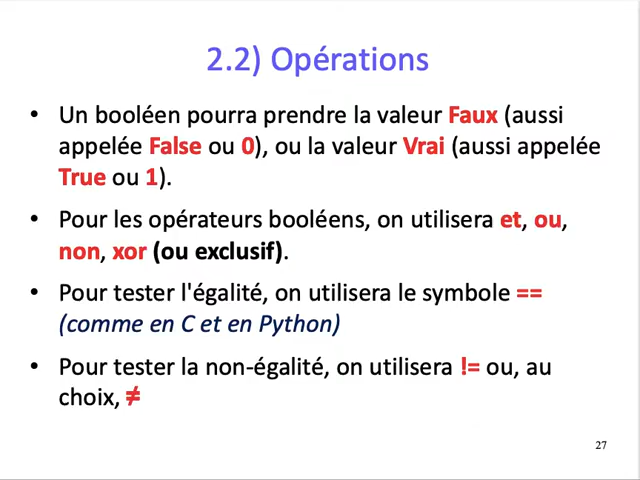 2.2) Opérations
• Un booléen pourra prendre la valeur Faux (aussi
appelée False ou 0), ou la valeur Vrai (aussi appelée
True ou 1).
• Pour les opérateurs booléens, on utilisera et, ou,
non, xor (ou exclusif).
• Pour tester l'égalité, on utilisera le symbole ==
(comme en C et en Python)
• Pour tester la non-égalité, on utilisera != ou, au
choix, ≠
27